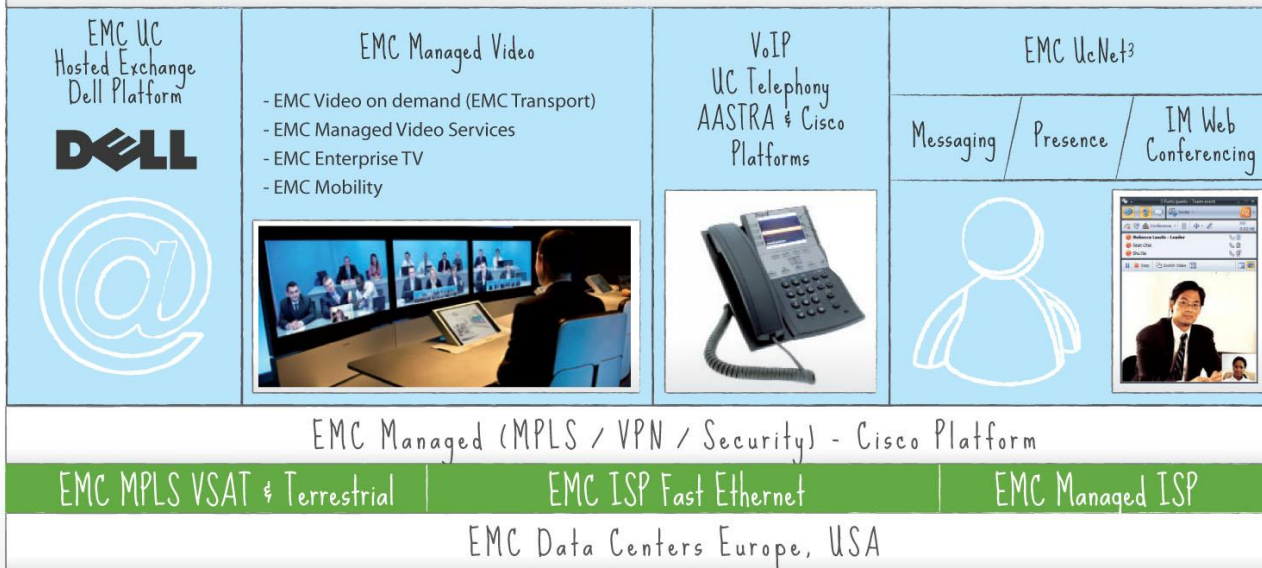 EMC UC
Hosted Exchange
Dell Platform
DELL
@
EMC Managed Video
- EMC Video on demand (EMC Transport)
- EMC Managed Video Services
- EMC Enterprise TV
- EMC Mobility
VoIP
UC Telephony
AASTRA & Cisco
Platforms
EMC UcNet³
Messaging
Presence
IM Web
Conferencing
EMC Managed (MPLS / VPN / Security) - Cisco Platform
EMC MPLS VSAT & Terrestrial
EMC ISP Fast Ethernet
EMC Managed ISP
EMC Data Centers Europe, USA